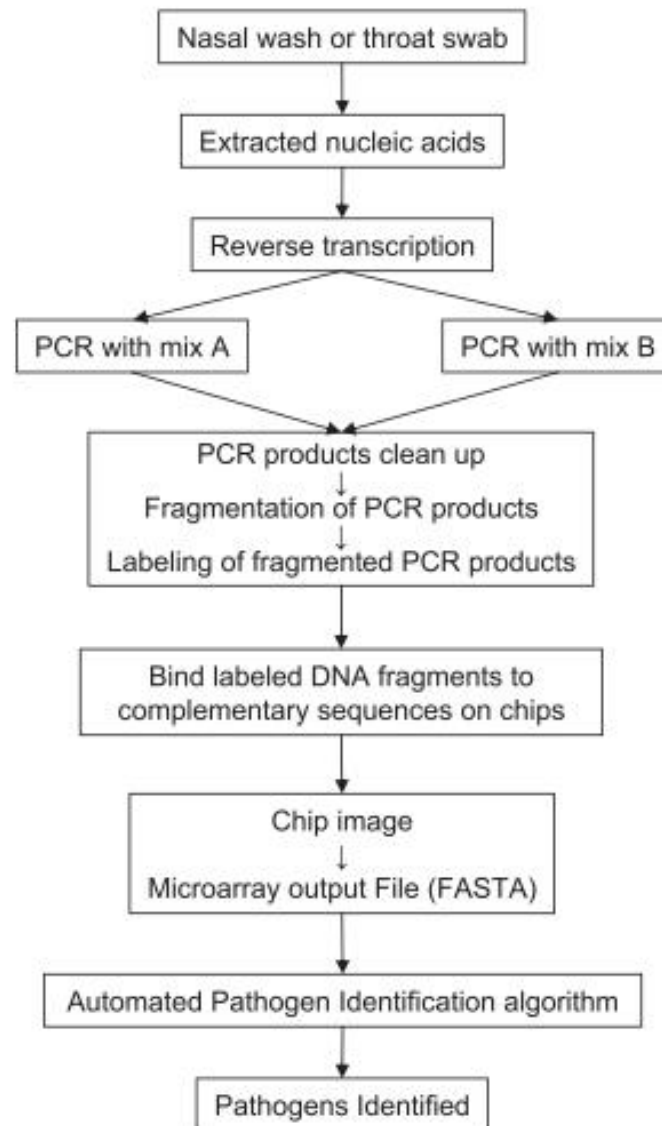 Nasal wash or throat swab
Extracted nucleic acids
Reverse transcription
PCR with mix A
PCR with mix B
PCR products clean up
Fragmentation of PCR products
Labeling of fragmented PCR products
Bind labeled DNA fragments to
complementary sequences on chips
Chip image
Microarray output File (FASTA)
Automated Pathogen Identification algorithm
Pathogens Identified